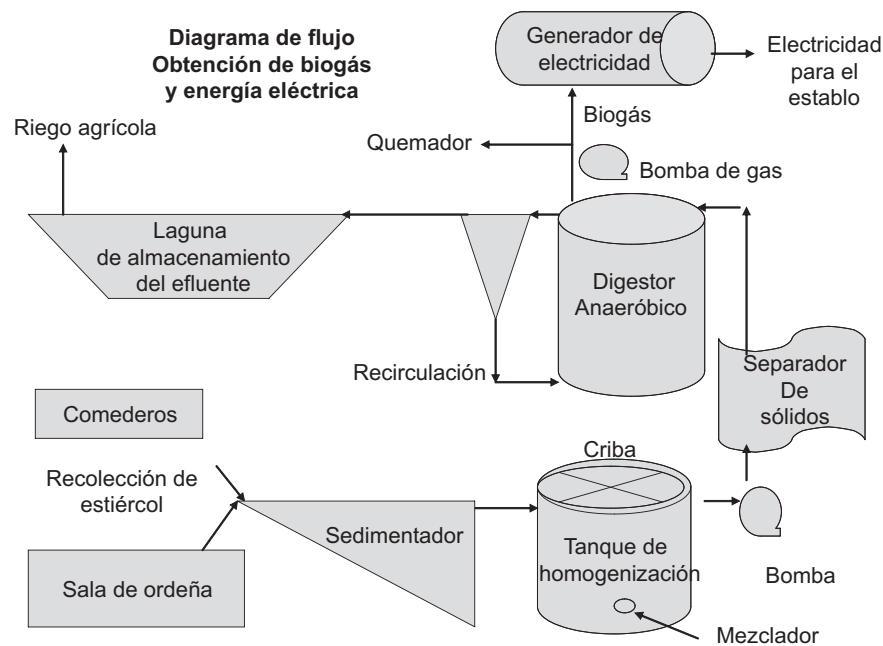 Diagrama de flujo
Obtención de biogás
y energía eléctrica
Generador de
electricidad
Electricidad
para el
establo
Riego agrícola
Quemador
Biogás
Bomba de gas
Laguna
de almacenamiento
del efluente
Digestor
Anaeróbico
Recirculación
Separador
De
sólidos
Comederos
Recolección de
estiércol
Sedimentador
Criba
Tanque de
homogenización
Bomba
Sala de ordeña
Mezclador